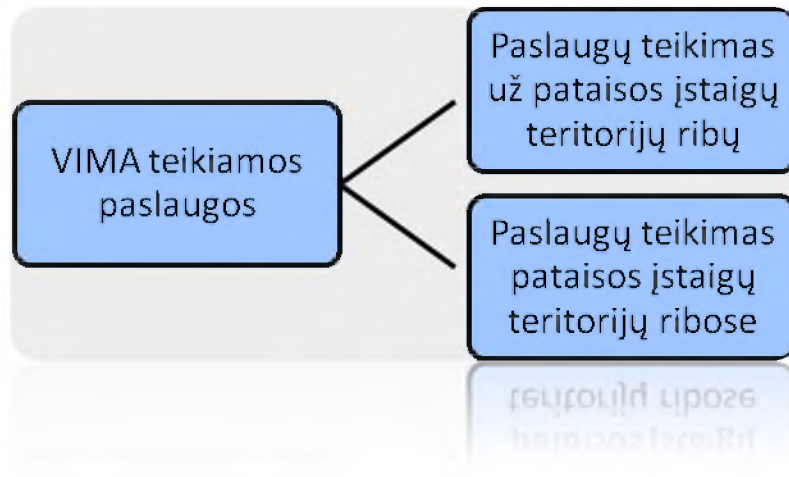 VIMA teikiamos
paslaugos
Paslaugų teikimas
už pataisos įstaigų
teritorijų ribų
Paslaugų teikimas
pataisos įstaigų
teritorijų ribose